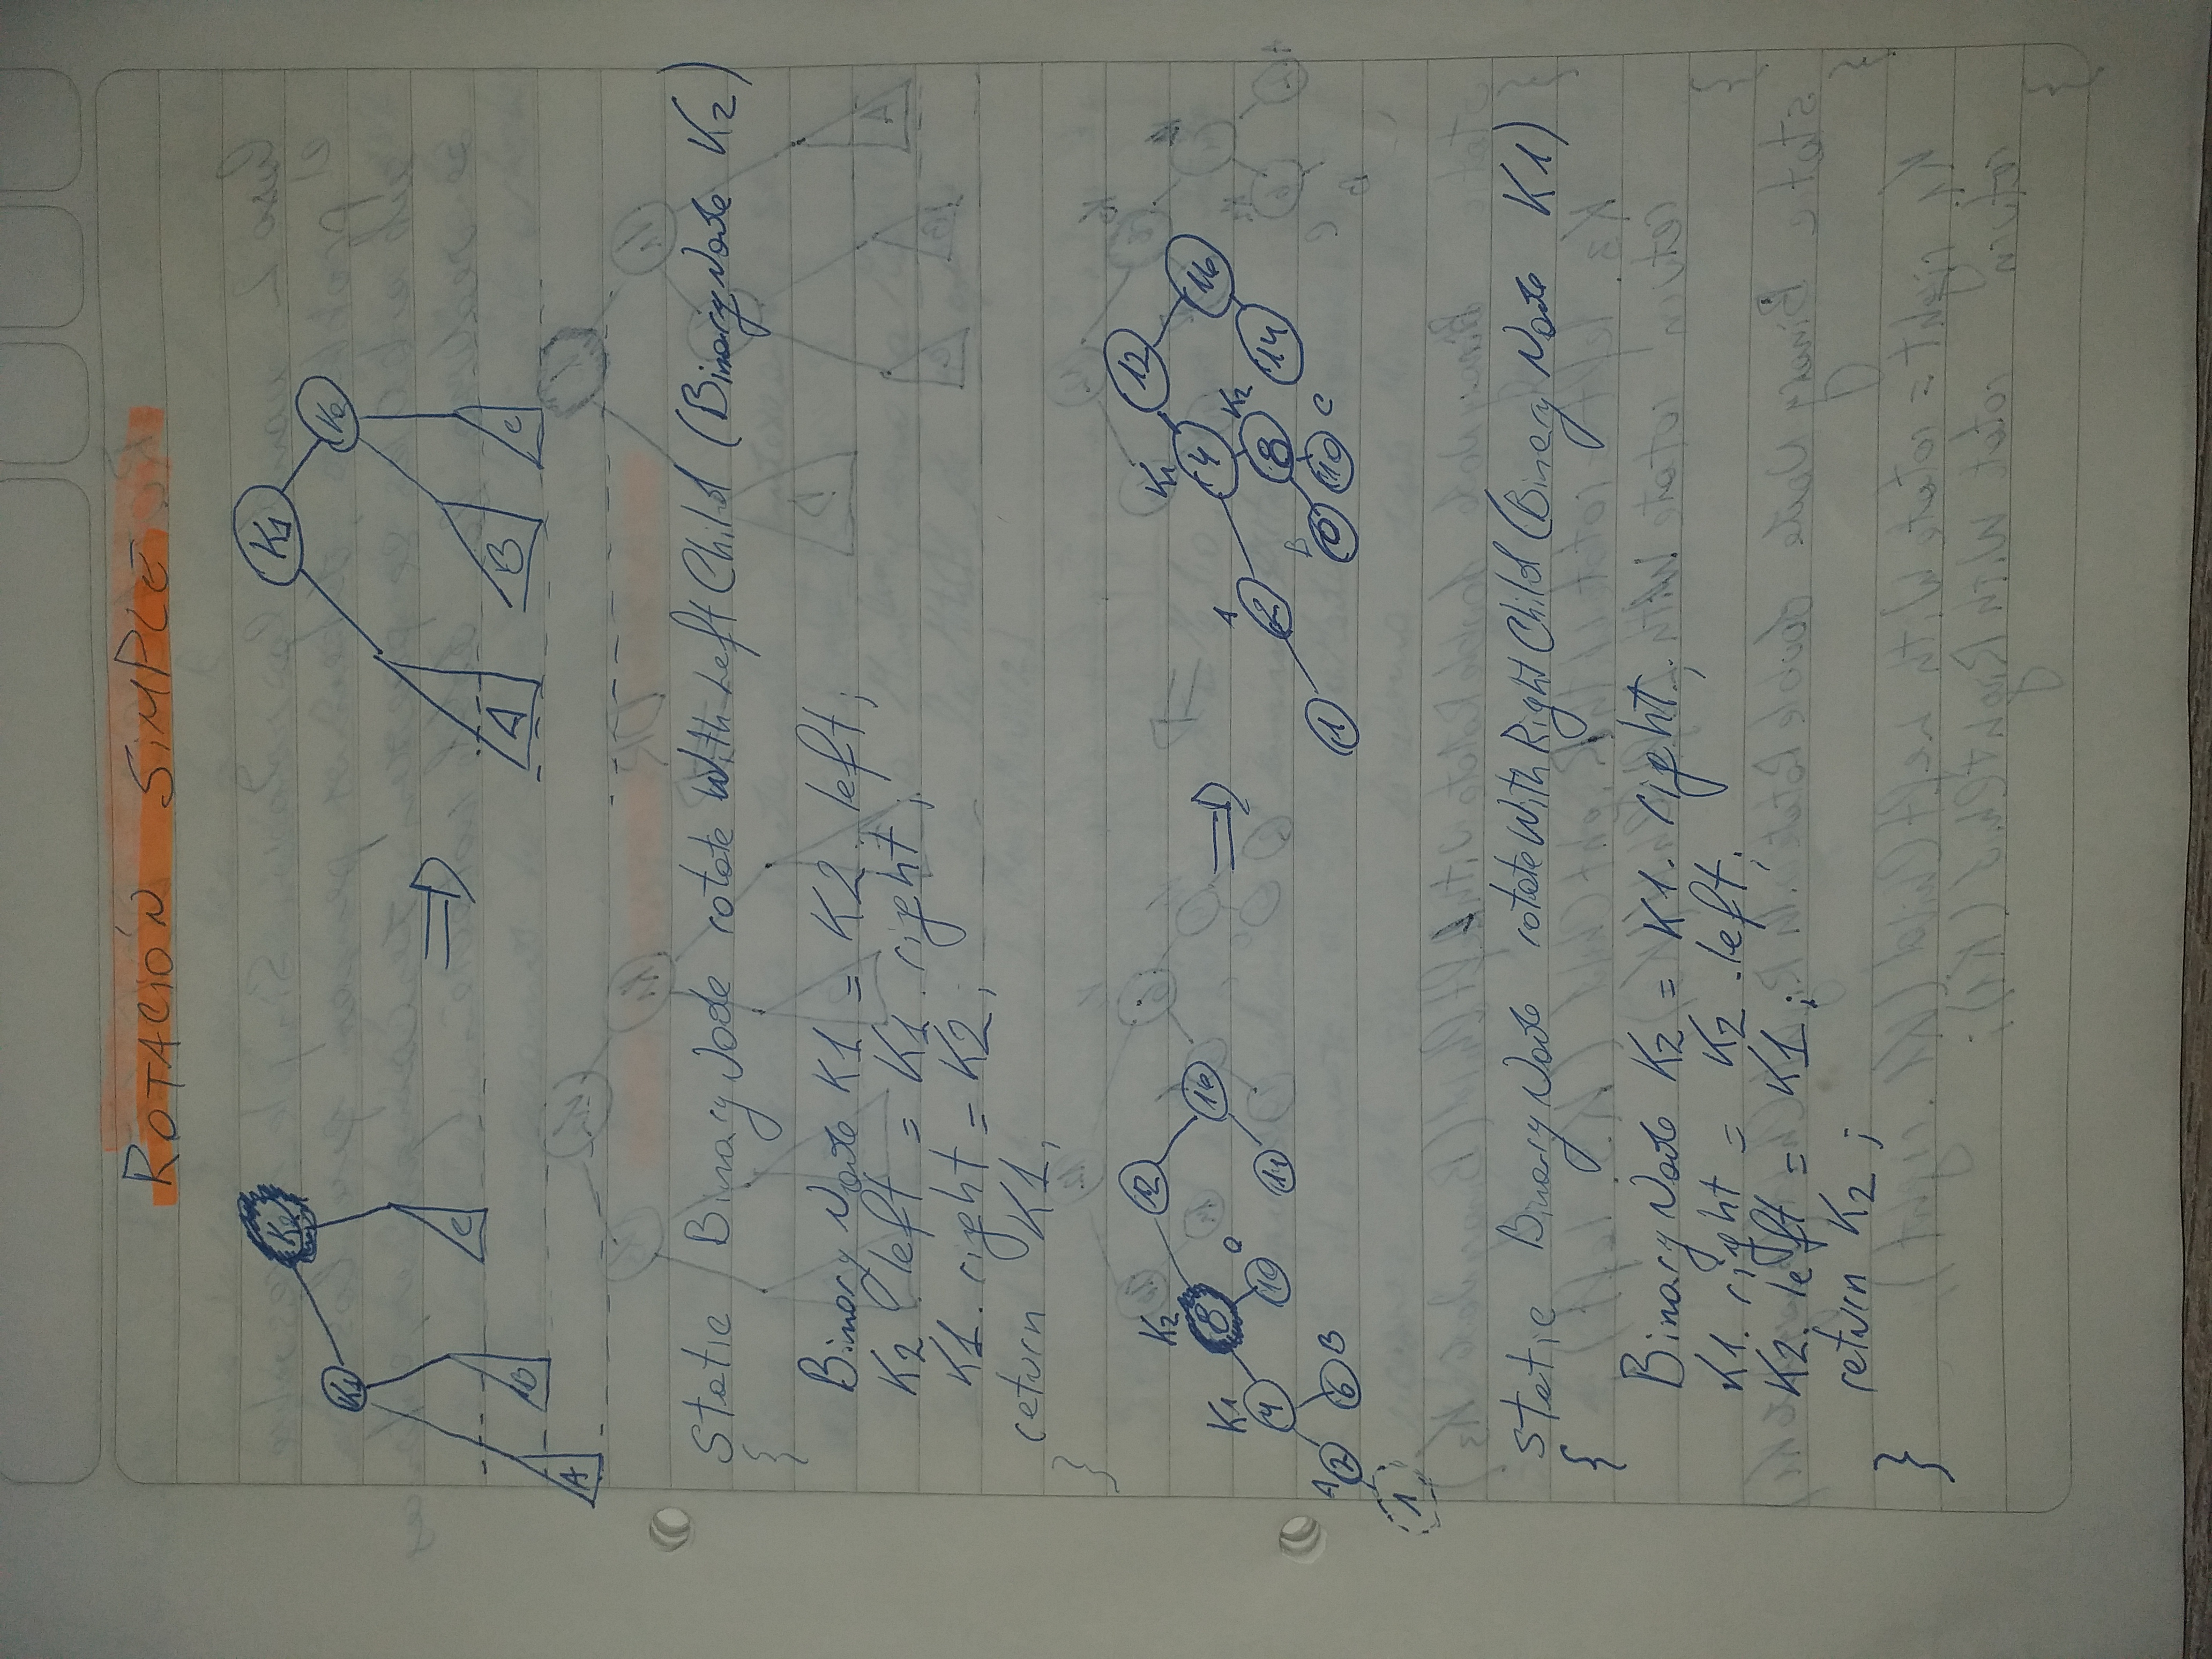 ROTACIÓN SIMPLE
K2 K1
K1 K2
C
B A B C
A
static BinaryNode rotateWithLeftChild (BinaryNode K2)
{
BinaryNode K1 = K2.left;
K2.left = K1.right;
K1.right = K2;
return K1;
}
K2 12 K1 12
K1 8 C 16 A 4 K2 16
4 10 14 2 8 14
A 2 6 B 1 B 6 10 C
1
static BinaryNode rotateWithRightChild (BinaryNode K1)
{
BinaryNode K2 = K1.right;
K1.right = K2.left;
K2.left = K1;
return K2;
}